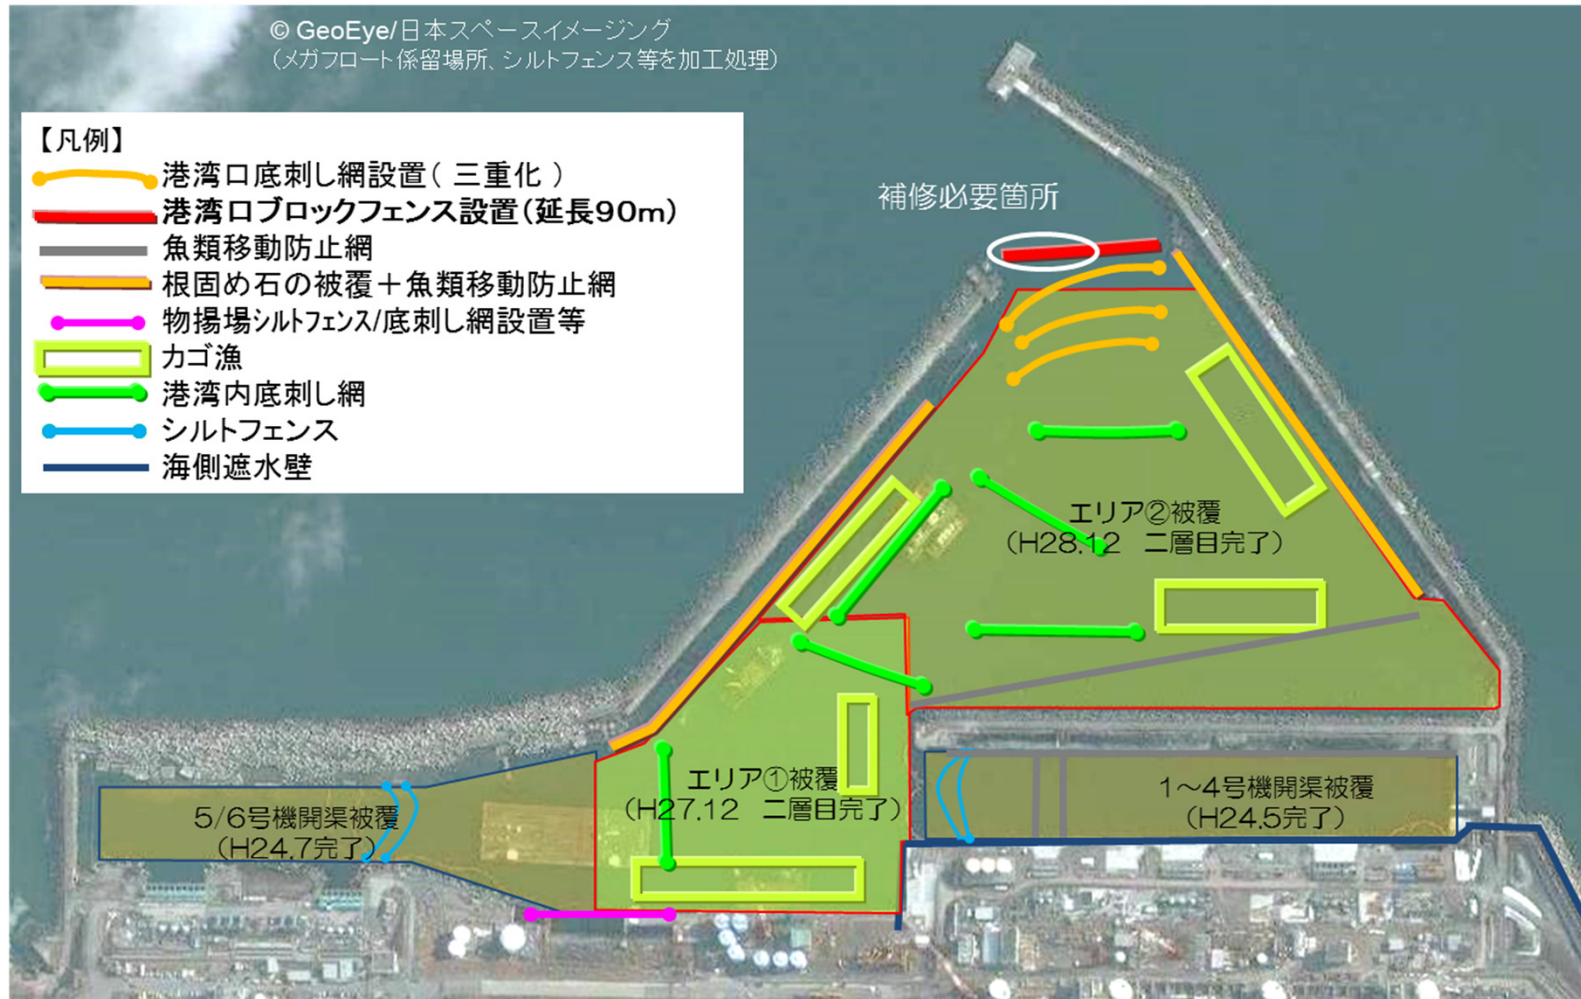 © GeoEye/日本スペースイメージング
(メガフロート係留場所、シルトフェンス等を加工処理)
【凡例】
港湾口底刺し網設置( 三重化 )
港湾口ブロックフェンス設置(延長90m)
魚類移動防止網
根固め石の被覆+魚類移動防止網
物揚場シルトフェンス/底刺し網設置等
カゴ漁
港湾内底刺し網
シルトフェンス
海側遮水壁
補修必要箇所
エリア②被覆
(H28.12 二層目完了)
エリア①被覆
(H27.12 二層目完了)
1~4号機開渠被覆
(H24.5完了)
5/6号機開渠被覆
(H24.7完了)